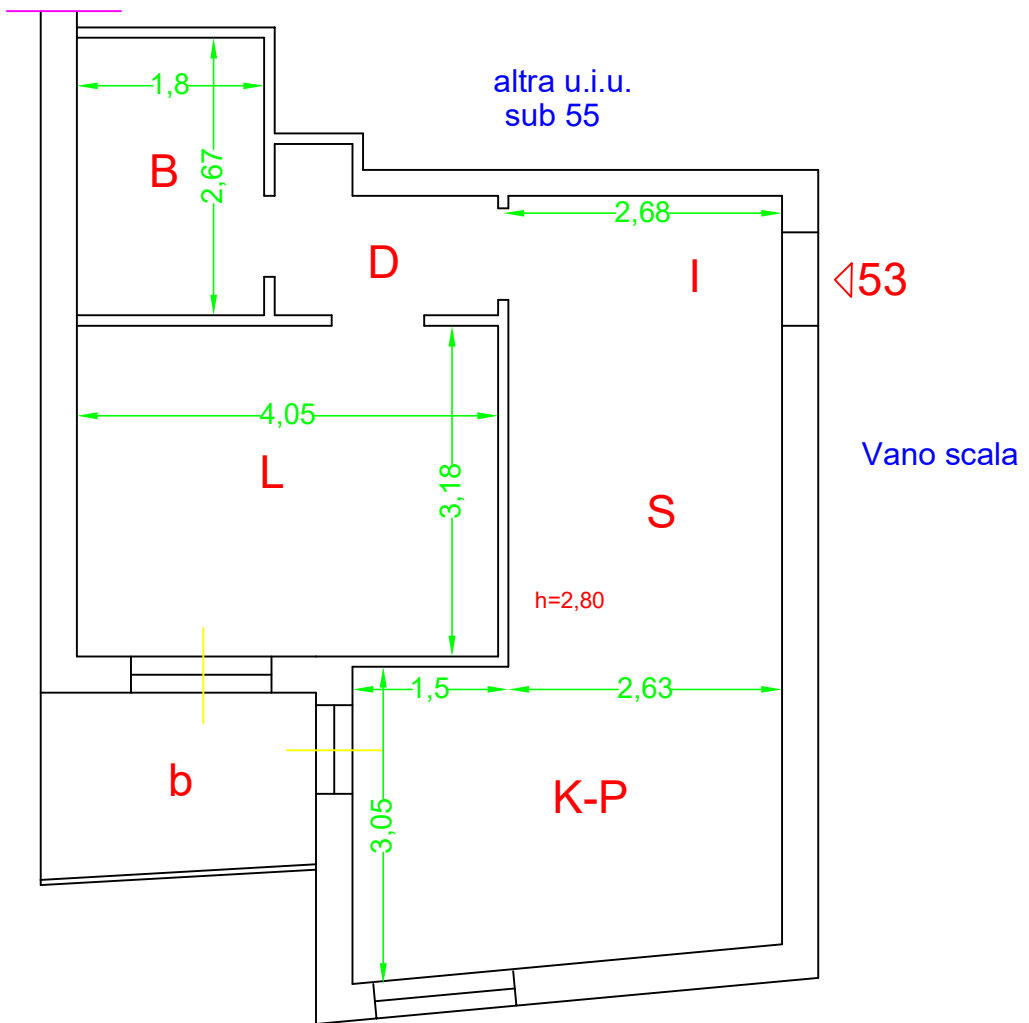 altra u.i.u.
sub 55
1,8
B
2,67
2,68
D
I
53
4,05
L
3,18
Vano scala
S
h=2,80
1,5
2,63
b
K-P
3,05